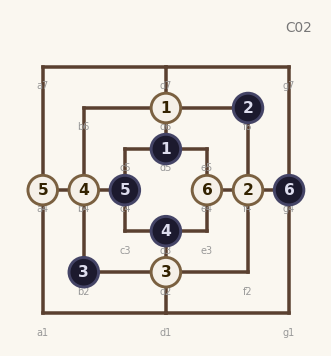 C02
a7 d7 g7
1 2
b6 d6 f6
1
c5 d5 e5
5 4 5 6 2 6
a4 b4 c4 e4 f4 g4
4
c3 d3 e3
3 3
b2 d2 f2
a1 d1 g1